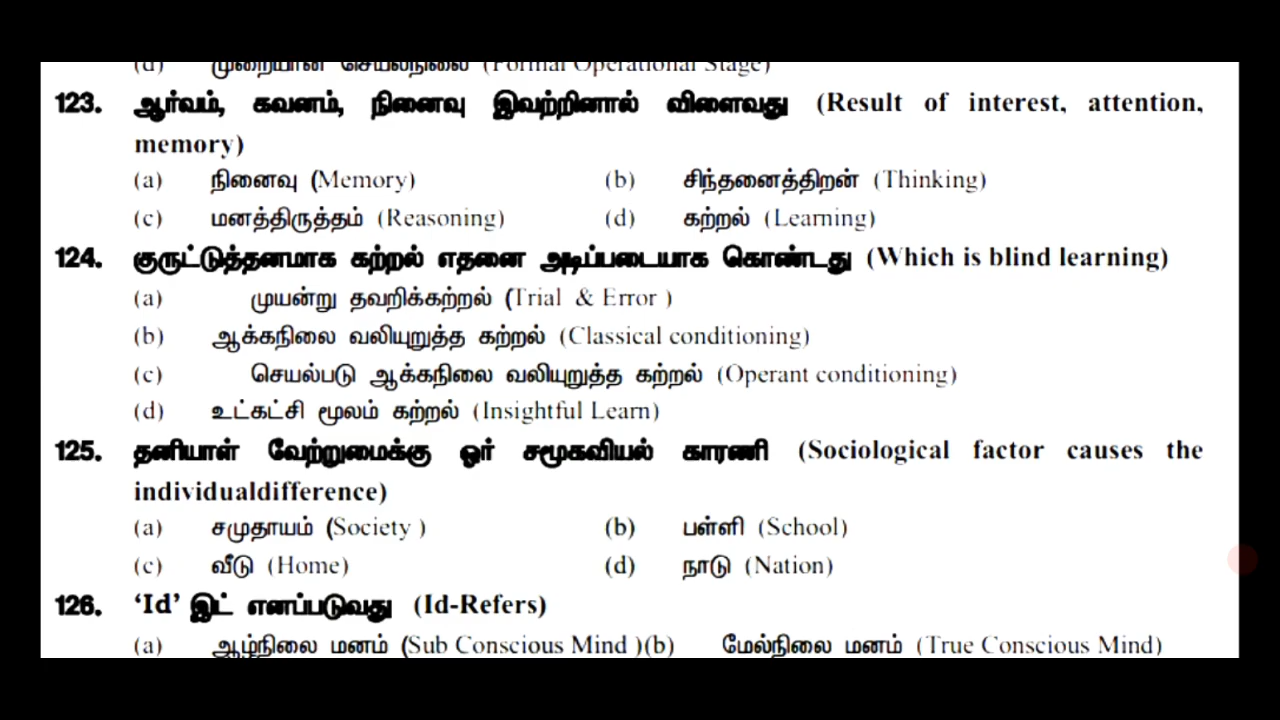 (d) முறையான செயல்நிலை (Formal Operational Stage)
123. ஆர்வம், கவனம், நினைவு இவற்றினால் விளைவது (Result of interest, attention,
memory)
(a) நினைவு (Memory) (b) சிந்தனைத்திறன் (Thinking)
(c) மனத்திருத்தம் (Reasoning) (d) கற்றல் (Learning)
124. குருட்டுத்தனமாக கற்றல் எதனை அடிப்படையாக கொண்டது (Which is blind learning)
(a) முயன்று தவறிக்கற்றல் (Trial & Error )
(b) ஆக்கநிலை வலியுறுத்த கற்றல் (Classical conditioning)
(c) செயல்படு ஆக்கநிலை வலியுறுத்த கற்றல் (Operant conditioning)
(d) உட்கட்சி மூலம் கற்றல் (Insightful Learn)
125. தனியாள் வேற்றுமைக்கு ஓர் சமூகவியல் காரணி (Sociological factor causes the
individualdifference)
(a) சமுதாயம் (Society ) (b) பள்ளி (School)
(c) வீடு (Home) (d) நாடு (Nation)
126. ‘Id’ இட் எனப்படுவது (Id-Refers)
(a) ஆழ்நிலை மனம் (Sub Conscious Mind )(b) மேல்நிலை மனம் (True Conscious Mind)